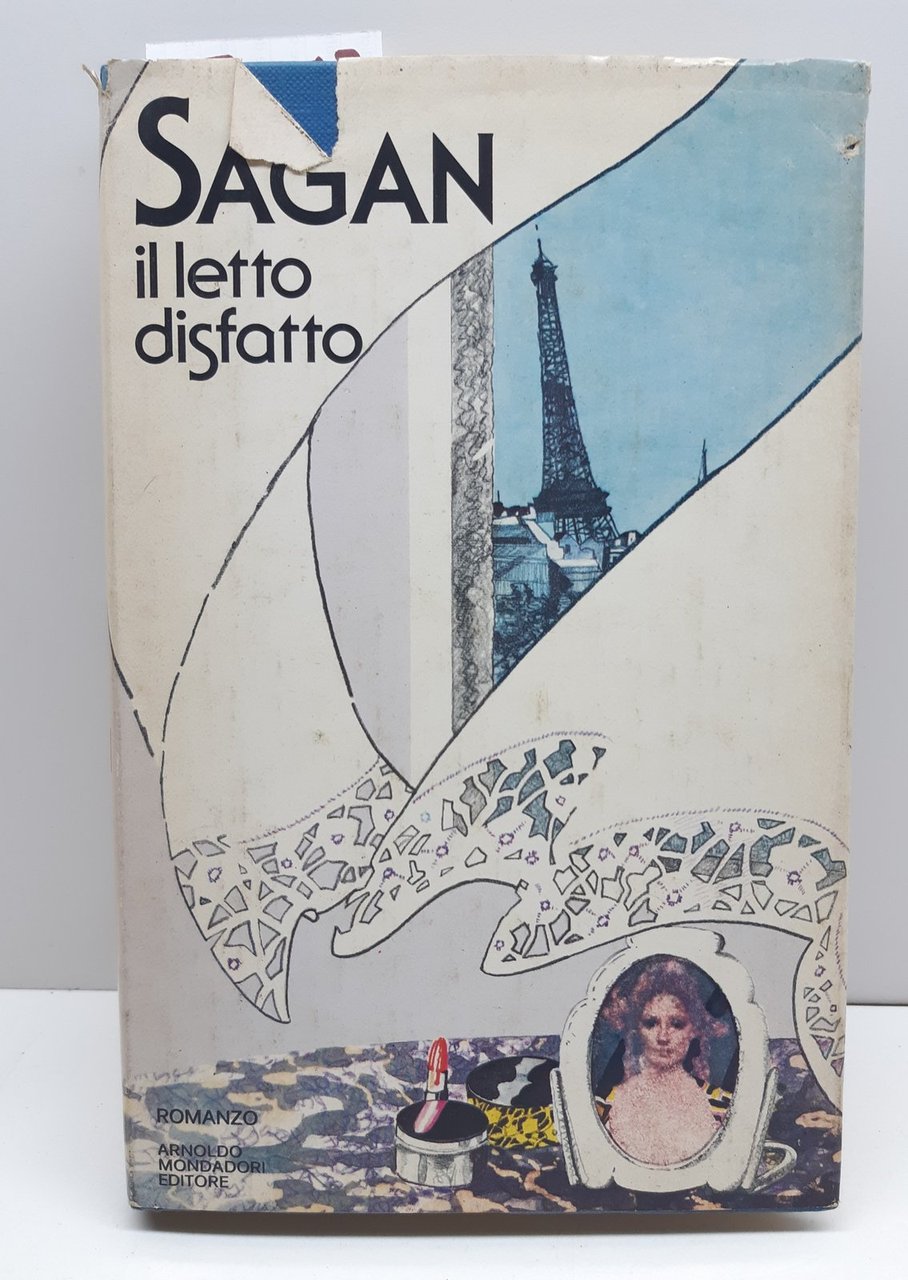 SAGAN
il letto
disfatto
ROMANZO
ARNOLDO
MONDADORI
EDITORE